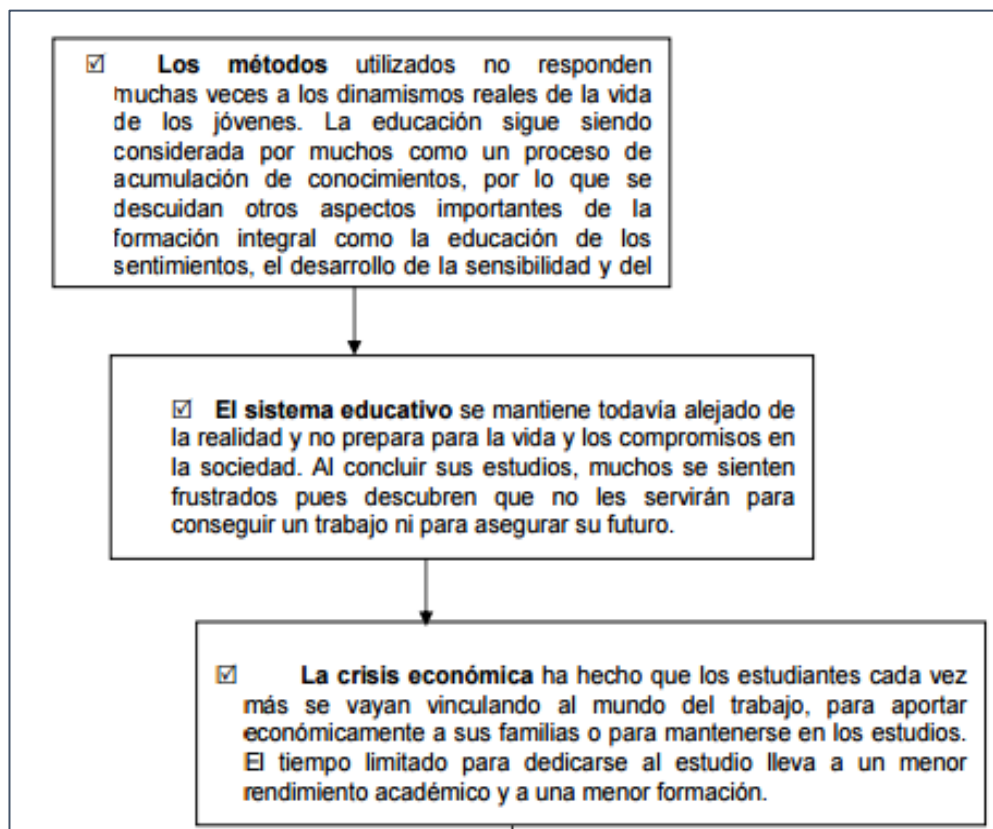 ☑ Los métodos utilizados no responden
muchas veces a los dinamismos reales de la vida
de los jóvenes. La educación sigue siendo
considerada por muchos como un proceso de
acumulación de conocimientos, por lo que se
descuidan otros aspectos importantes de la
formación integral como la educación de los
sentimientos, el desarrollo de la sensibilidad y del
☑ El sistema educativo se mantiene todavía alejado de
la realidad y no prepara para la vida y los compromisos en
la sociedad. Al concluir sus estudios, muchos se sienten
frustrados pues descubren que no les servirán para
conseguir un trabajo ni para asegurar su futuro.
☑ La crisis económica ha hecho que los estudiantes cada vez
más se vayan vinculando al mundo del trabajo, para aportar
económicamente a sus familias o para mantenerse en los estudios.
El tiempo limitado para dedicarse al estudio lleva a un menor
rendimiento académico y a una menor formación.